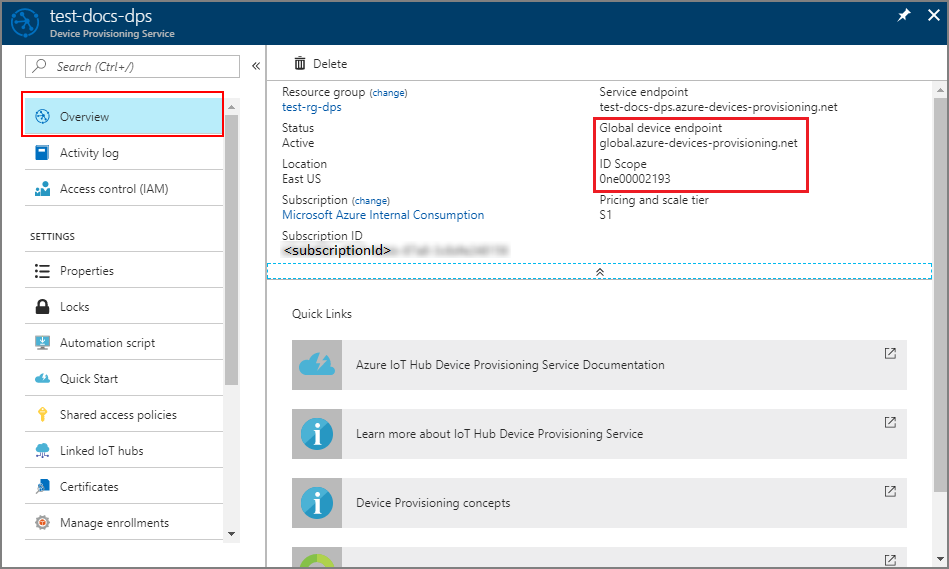 test-docs-dps
Device Provisioning Service
Search (Ctrl+/)
Overview
Activity log
Access control (IAM)
SETTINGS
Properties
Locks
Automation script
Quick Start
Shared access policies
Linked IoT hubs
Certificates
Manage enrollments
Delete
Resource group (change)
test-rg-dps
Status
Active
Location
East US
Subscription (change)
Microsoft Azure Internal Consumption
Subscription ID
<subscriptionId>
Service endpoint
test-docs-dps.azure-devices-provisioning.net
Global device endpoint
global.azure-devices-provisioning.net
ID Scope
0ne00002193
Pricing and scale tier
S1
Quick Links
Azure IoT Hub Device Provisioning Service Documentation
Learn more about IoT Hub Device Provisioning Service
Device Provisioning concepts